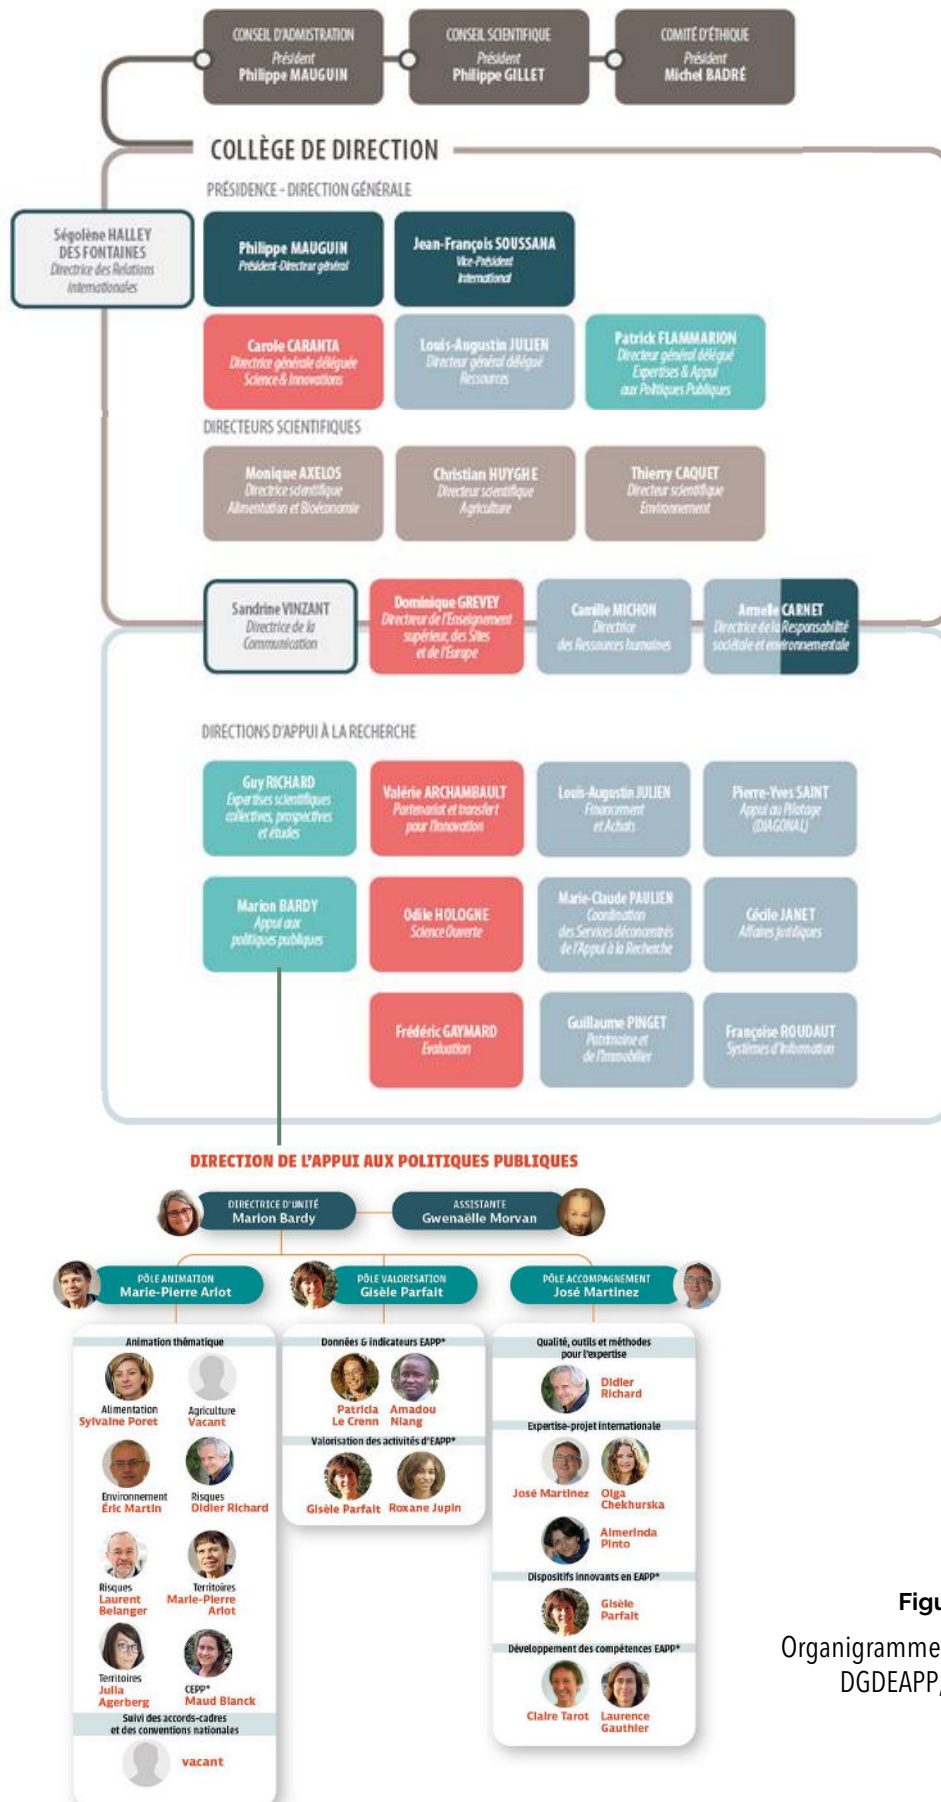 CONSEIL D'ADMISTRATION
Président
Philippe MAUGUIN
CONSEIL SCIENTIFIQUE
Président
Philippe GILLET
COMITÉ D'ÉTHIQUE
Président
Michel BADRÉ
COLLÈGE DE DIRECTION
PRÉSIDENCE - DIRECTION GÉNÉRALE
Ségolène HALLEY
DES FONTAINES
Directrice des Relations
Internationales
Philippe MAUGUIN
Président-Directeur général
Jean-François SOUSSANA
Vice-Président
International
Carole CARANTA
Directrice générale déléguée
Science & Innovations
Louis-Augustin JULIEN
Directeur général délégué
Ressources
Patrick FLAMMARION
Directeur général délégué
Expertises & Appui
aux Politiques Publiques
DIRECTEURS SCIENTIFIQUES
Monique AXELOS
Directrice scientifique
Alimentation et Bioéconomie
Christian HUYGHE
Directeur scientifique
Agriculture
Thierry CAQUET
Directeur scientifique
Environnement
Sandrine VINZANT
Directrice de la
Communication
Dominique GREVEY
Directeur de l'Enseignement
supérieur, des Sites
et de l'Europe
Camille MICHON
Directrice
des Ressources humaines
Armelle CARNET
Directrice de la Responsabilité
sociétale et environnementale
DIRECTIONS D'APPUI À LA RECHERCHE
Guy RICHARD
Expertises scientifiques
collectives, prospectives
et études
Valérie ARCHAMBAULT
Partenariat et transfert
pour l'innovation
Louis-Augustin JULIEN
Financement
et Achats
Pierre-Yves SAINT
Appui au Pilotage
(DIAGONAL)
Marion BARDY
Appui aux
politiques publiques
Odile HOLOGNE
Science Ouverte
Marie-Claude PAULIEN
Coordination
des Services déconcentrés
de l'Appui à la Recherche
Cécile JANET
Affaires juridiques
Frédéric GAYMARD
Evaluation
Guillaume PINGET
Patrimoine et
de l'Immobilier
Françoise ROUDAUT
Systèmes d'Information
DIRECTION DE L'APPUI AUX POLITIQUES PUBLIQUES
DIRECTRICE D'UNITÉ
Marion Bardy
ASSISTANTE
Gwenaëlle Morvan
PÔLE ANIMATION
Marie-Pierre Arlot
PÔLE VALORISATION
Gisèle Parfait
PÔLE ACCOMPAGNEMENT
José Martinez
Animation thématique
Alimentation
Sylvaine Poret
Agriculture
Vacant
Environnement
Éric Martin
Risques
Didier Richard
Risques
Laurent
Belanger
Territoires
Marie-Pierre
Arlot
Territoires
Julia
Agerberg
CEPP*
Maud Blanck
Suivi des accords-cadres
et des conventions nationales
vacant
Données & indicateurs EAPP*
Patricia
Le Crenn
Amadou
Niang
Valorisation des activités d'EAPP*
Gisèle Parfait
Roxane Jupin
Qualité, outils et méthodes
pour l'expertise
Didier
Richard
Expertise-projet internationale
José Martinez
Olga
Chekhurska
Almerinda
Pinto
Dispositifs innovants en EAPP*
Gisèle
Parfait
Développement des compétences EAPP*
Claire Tarot
Laurence
Gauthier
Figu
Organigramme
DGDEAPP,